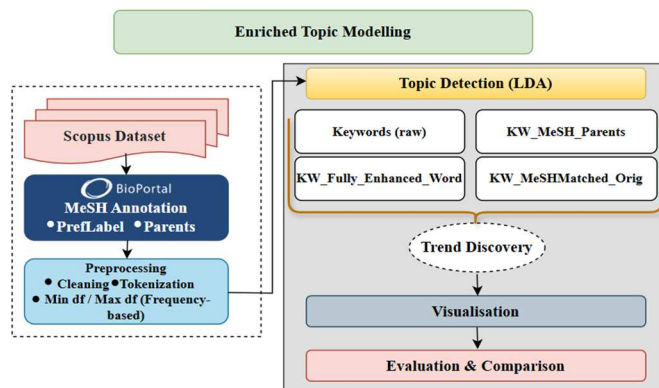 Enriched Topic Modelling
Scopus Dataset
BioPortal
MeSH Annotation
●PrefLabel ●Parents
Preprocessing
● Cleaning ●Tokenization
● Min df / Max df (Frequency-
based)
Topic Detection (LDA)
Keywords (raw)
KW_MeSH_Parents
KW_Fully_Enhanced_Word
KW_MeSHMatched_Orig
Trend Discovery
Visualisation
Evaluation & Comparison